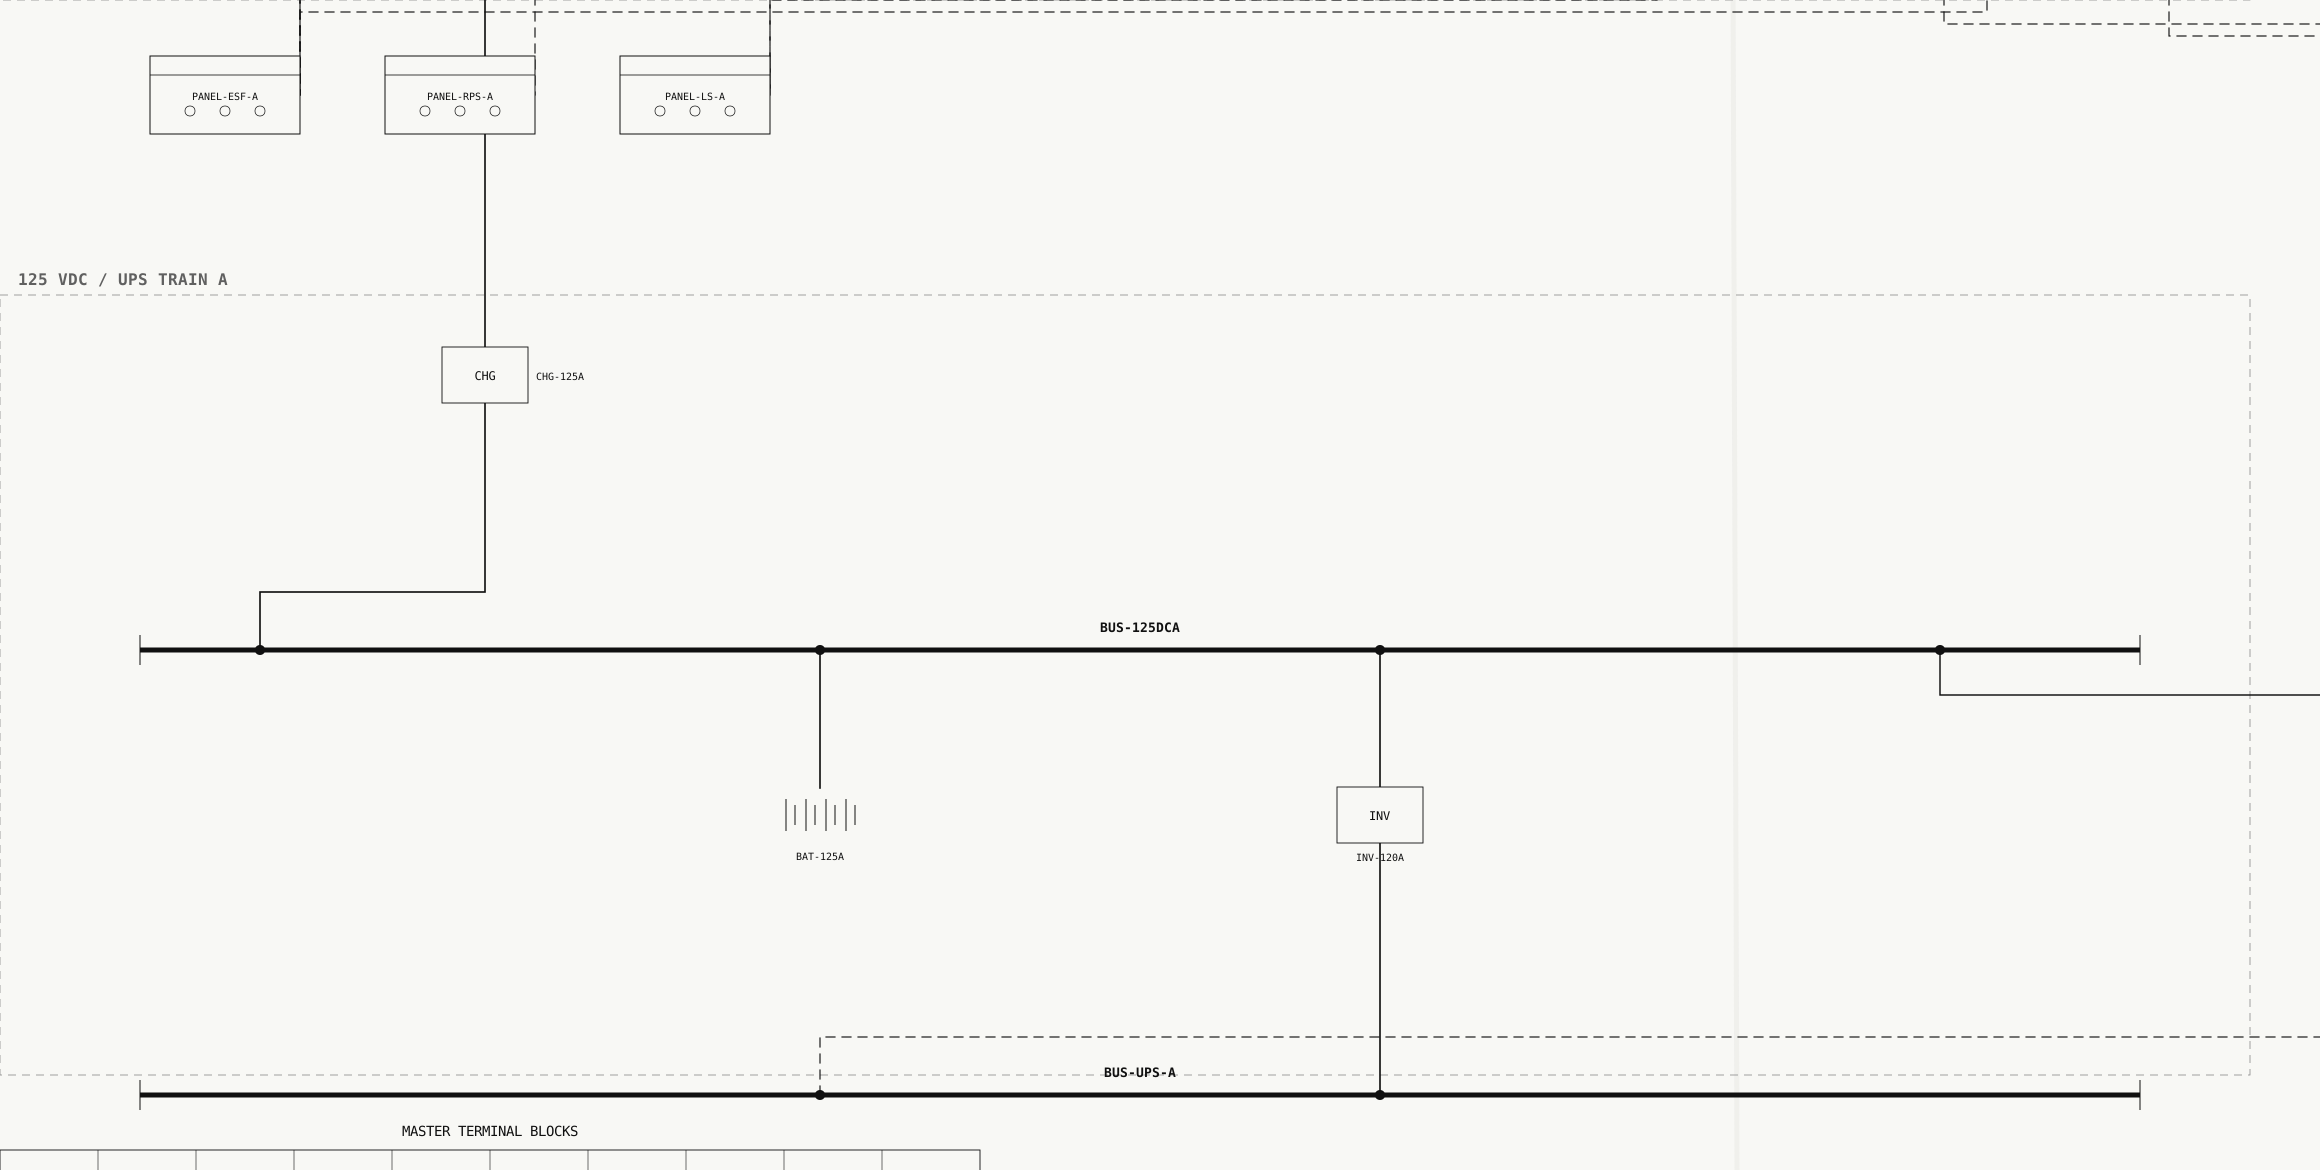 PANEL-ESF-A
PANEL-RPS-A
PANEL-LS-A
125 VDC / UPS TRAIN A
CHG
CHG-125A
BUS-125DCA
INV
BAT-125A
INV-120A
BUS-UPS-A
MASTER TERMINAL BLOCKS